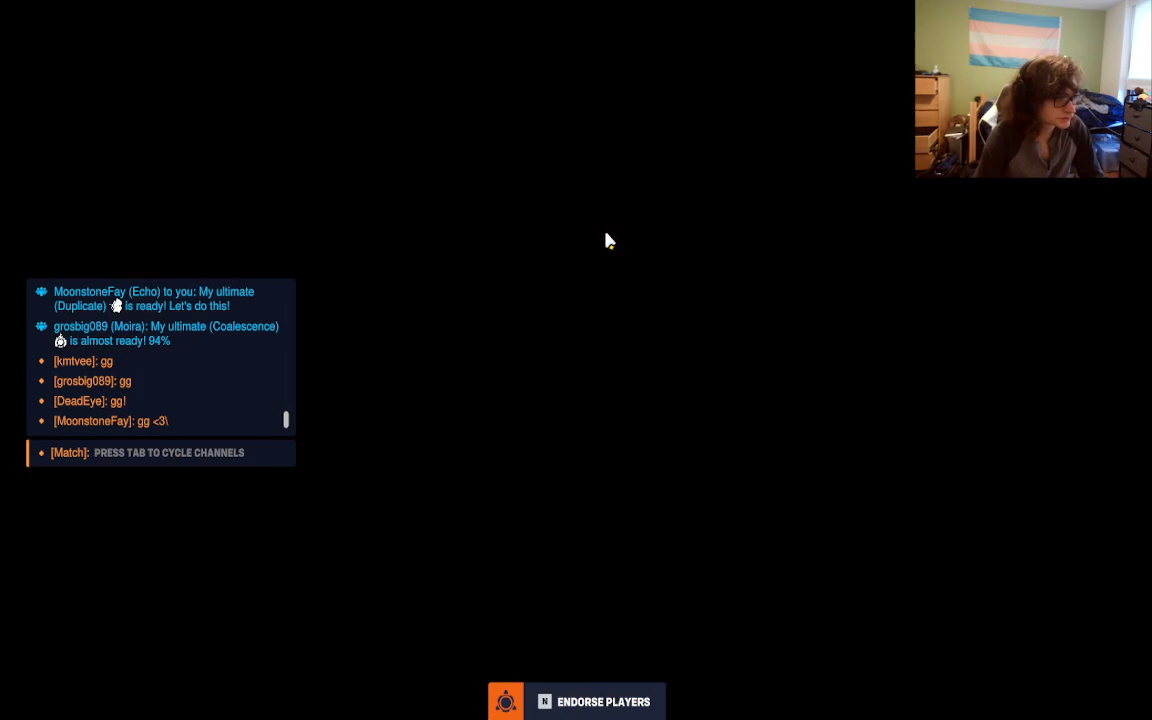 MoonstoneFay (Echo) to you: My ultimate
(Duplicate) is ready! Let's do this!
grosbig089 (Moira): My ultimate (Coalescence)
is almost ready! 94%
[kmtvee]: gg
[grosbig089]: gg
[DeadEye]: gg!
[MoonstoneFay]: gg <3\
[Match]: PRESS TAB TO CYCLE CHANNELS
N ENDORSE PLAYERS